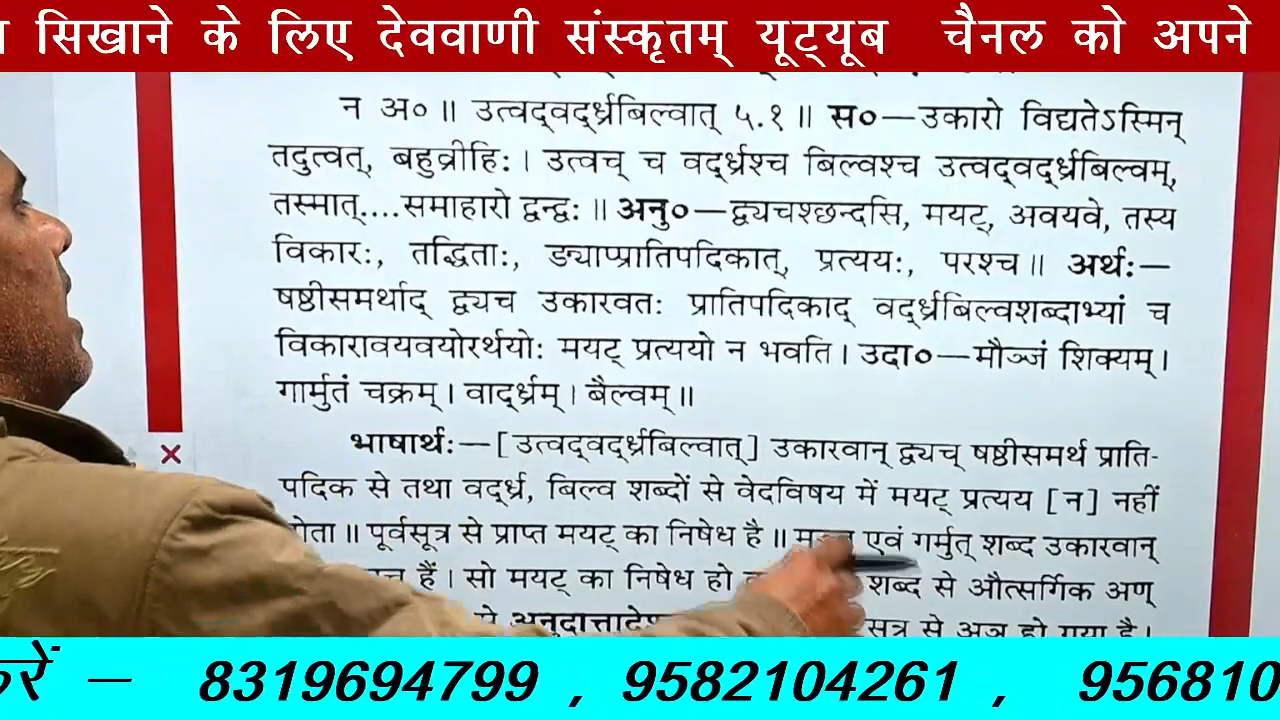 सिखाने के लिए देववाणी संस्कृतम् यूट्यूब चैनल को अपने
न अ० ॥ उत्वद्वर्द्ध्रबिल्वात् ५.१ ॥ स०—उकारो विद्यतेऽस्मिन्
तदुत्वत्, बहुव्रीहिः । उत्वच् च वर्द्ध्रश्च बिल्वश्च उत्वद्वर्द्ध्रबिल्वम्,
तस्मात्....समाहारो द्वन्द्वः ॥ अनु०—द्व्यचश्छन्दसि, मयट्, अवयवे, तस्य
विकारः, तद्धिताः, ङ्याप्प्रातिपदिकात्, प्रत्ययः, परश्च ॥ अर्थः—
षष्ठीसमर्थाद् द्व्यच उकारवतः प्रातिपदिकाद् वर्द्ध्रबिल्वशब्दाभ्यां च
विकारावयवयोरर्थयोः मयट् प्रत्ययो न भवति । उदा०—मौञ्जं शिक्यम् ।
गार्मुतं चक्रम् । वार्द्ध्रम् । बैल्वम् ॥
भाषार्थः—[उत्वद्वर्द्ध्रबिल्वात्] उकारवान् द्व्यच् षष्ठीसमर्थ प्राति-
पदिक से तथा वर्द्ध्र, बिल्व शब्दों से वेदविषय में मयट् प्रत्यय [न] नहीं
होता ॥ पूर्वसूत्र से प्राप्त मयट् का निषेध है ॥ एवं गर्मुत् शब्द उकारवान्
हैं । सो मयट् का निषेध हो शब्द से औत्सर्गिक अण्
से सूत्र से अञ् हो गया है ।
करें — 8319694799 , 9582104261 , 956810